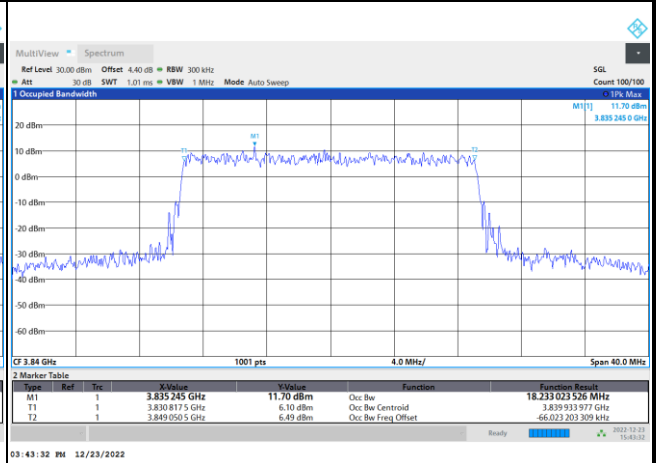 MultiView Spectrum
Ref Level 30.00 dBm Offset 4.40 dB RBW 300 kHz SGL
Att 30 dB SWT 1.01 ms VBW 1 MHz Mode Auto Sweep Count 100/100
1 Occupied Bandwidth 1Pk Max
M1[1] 11.70 dBm
3.835 245 0 GHz
20 dBm
M1
10 dBm
T1 T2
0 dBm
-10 dBm
-20 dBm
-30 dBm
-40 dBm
-50 dBm
-60 dBm
CF 3.84 GHz 1001 pts 4.0 MHz/ Span 40.0 MHz
2 Marker Table
Type Ref Trc X-Value Y-Value Function Function Result
M1 1 3.835 245 GHz 11.70 dBm Occ Bw 18.233 023 526 MHz
T1 1 3.830 817 5 GHz 6.10 dBm Occ Bw Centroid 3.839 933 977 GHz
T2 1 3.849 050 5 GHz 6.49 dBm Occ Bw Freq Offset -66.023 203 309 kHz
Ready 2022-12-23
15:43:32
03:43:32 PM 12/23/2022